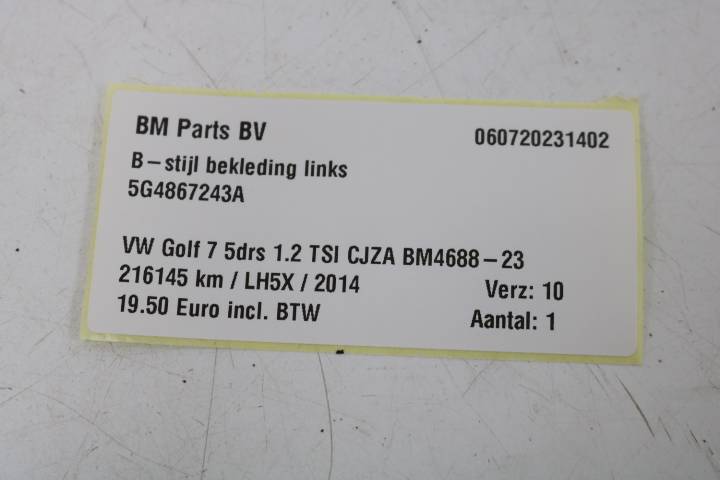 BM Parts BV 060720231402
B-stijl bekleding links
5G4867243A
VW Golf 7 5drs 1.2 TSI CJZA BM4688-23
216145 km / LH5X / 2014 Verz: 10
19.50 Euro incl. BTW Aantal: 1